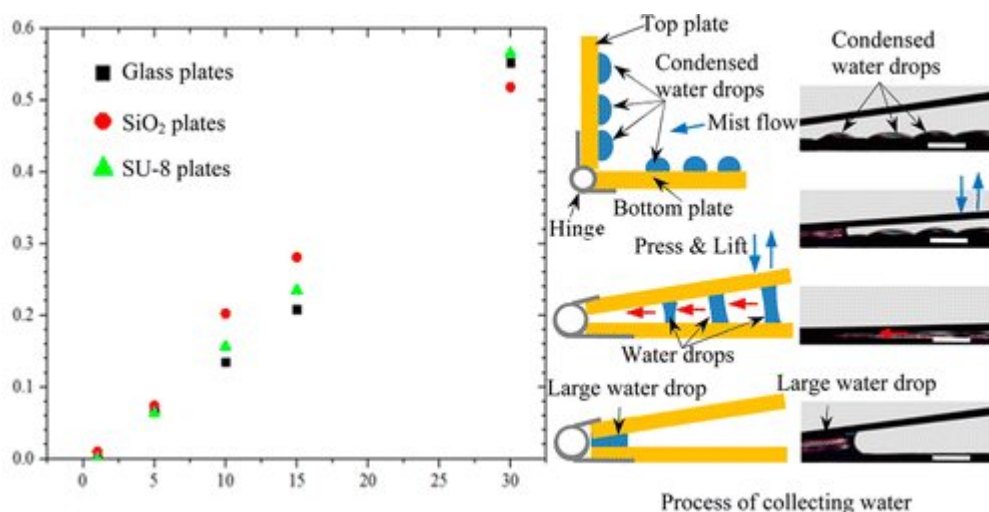 0.6
0.5
0.4
0.3
0.2
0.1
0.0
0
5
10
15
20
25
30
Glass plates
SiO₂ plates
SU-8 plates
Top plate
Condensed
water drops
Mist flow
Bottom plate
Hinge
Press & Lift
Water drops
Large water drop
Condensed
water drops
Large water drop
Process of collecting water